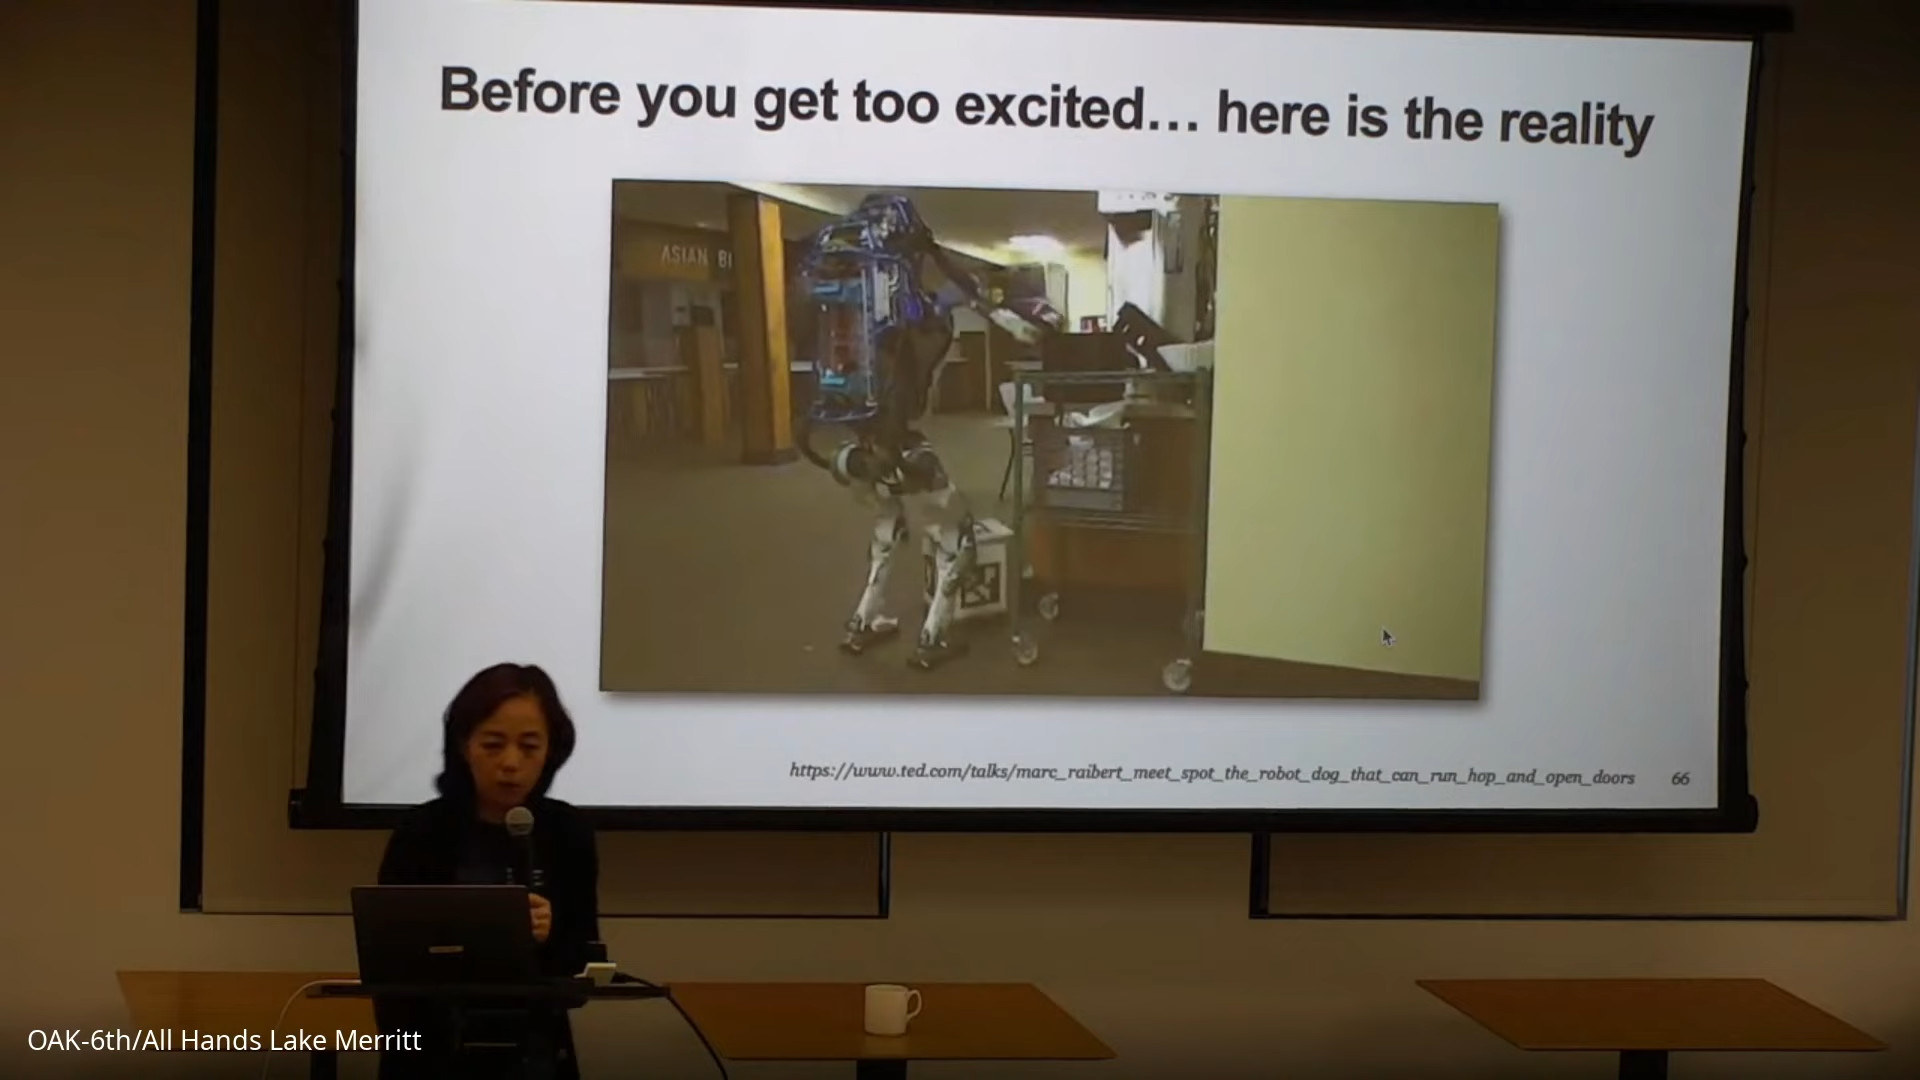 Before you get too excited… here is the reality
ASIAN BI
https://www.ted.com/talks/marc_raibert_meet_spot_the_robot_dog_that_can_run_hop_and_open_doors
66
OAK-6th/All Hands Lake Merritt